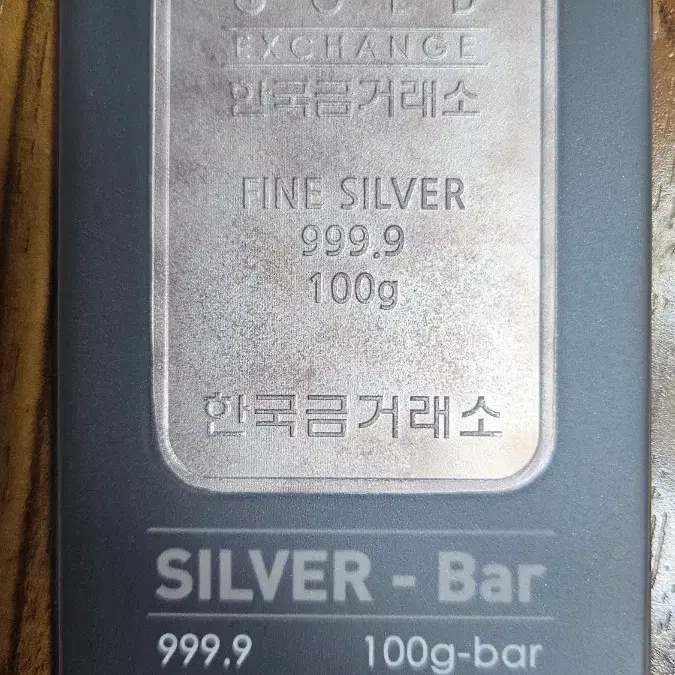 GOLD
EXCHANGE
한국금거래소
FINE SILVER
999.9
100g
한국금거래소
SILVER - Bar
999.9 100g-bar